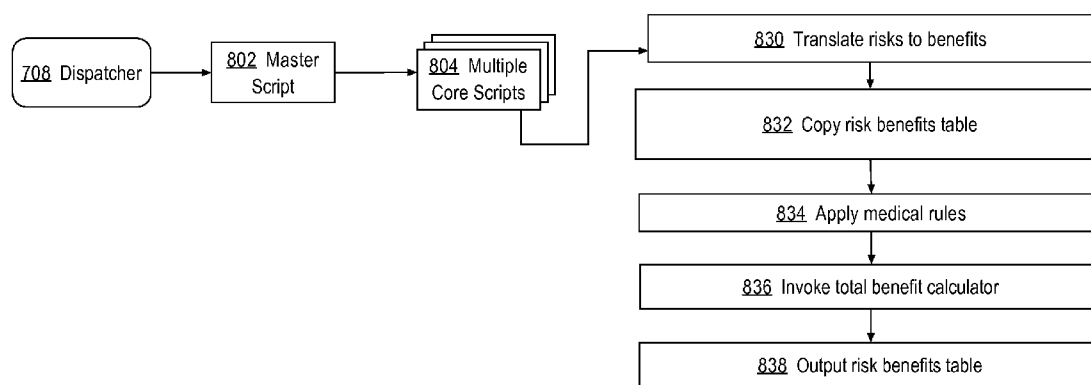 708 Dispatcher
802 Master
Script
804 Multiple
Core Scripts
830 Translate risks to benefits
832 Copy risk benefits table
834 Apply medical rules
836 Invoke total benefit calculator
838 Output risk benefits table